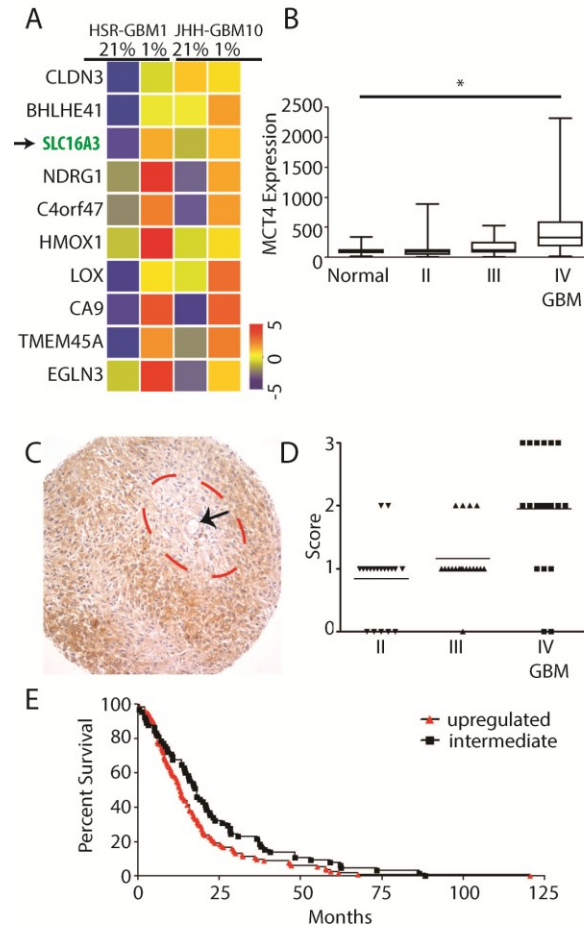 A
HSR-GBM1 JHH-GBM10
21% 1% 21% 1%
CLDN3
BHLHE41
SLC16A3
NDRG1
C4orf47
HMOX1
LOX
CA9
TMEM45A
EGLN3
5
0
-5
B
*
MCT4 Expression
2500
2000
1500
1000
500
0
Normal II III IV
GBM
C
D
Score
3
2
1
0
II III IV
GBM
E
upregulated
intermediate
Percent Survival
100
80
60
40
20
0
0 25 50 75 100 125
Months